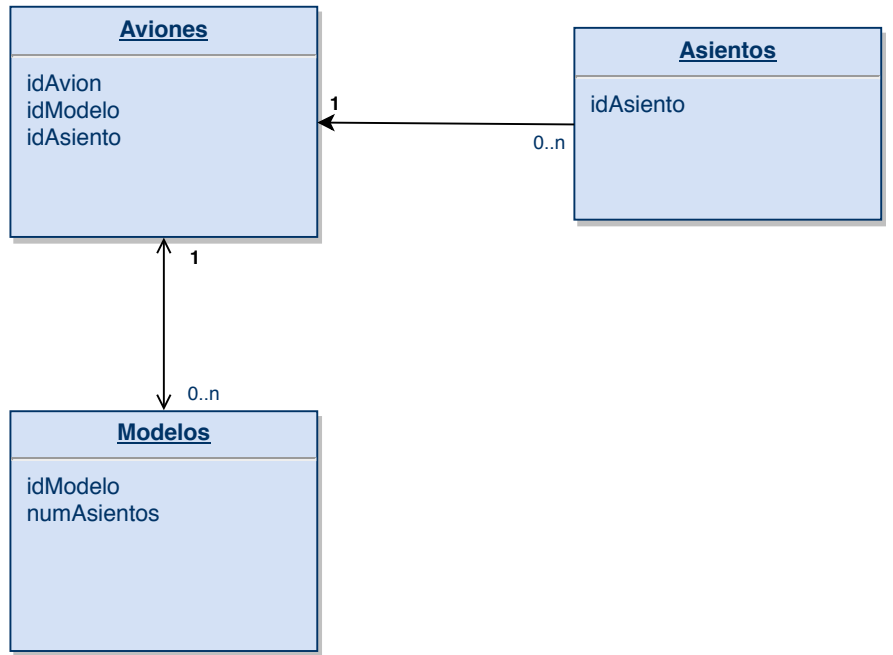 Aviones
idAvion
idModelo
idAsiento
1
0..n
Asientos
idAsiento
1
0..n
Modelos
idModelo
numAsientos